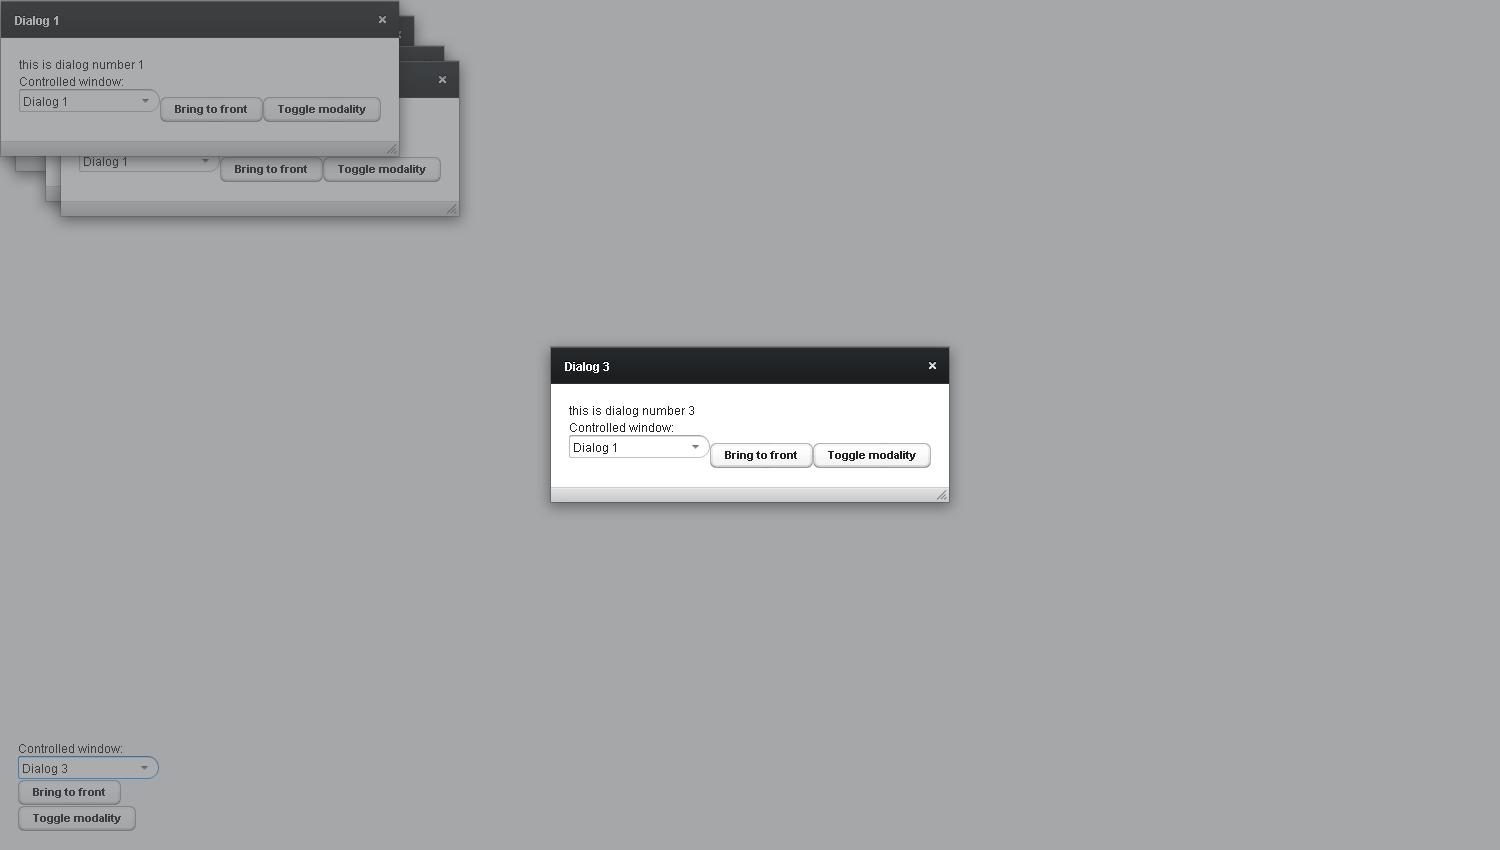 Dialog 1
this is dialog number 1
Controlled window:
Dialog 1
Bring to front
Toggle modality
Dialog 1
Bring to front
Toggle modality
Dialog 3
this is dialog number 3
Controlled window:
Dialog 1
Bring to front
Toggle modality
Controlled window:
Dialog 3
Bring to front
Toggle modality